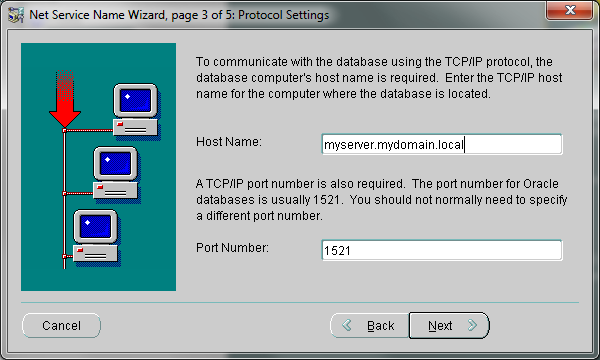 Net Service Name Wizard, page 3 of 5: Protocol Settings
To communicate with the database using the TCP/IP protocol, the
database computer's host name is required. Enter the TCP/IP host
name for the computer where the database is located.
Host Name:
myserver.mydomain.local
A TCP/IP port number is also required. The port number for Oracle
databases is usually 1521. You should not normally need to specify
a different port number.
Port Number:
1521
Cancel
Back
Next